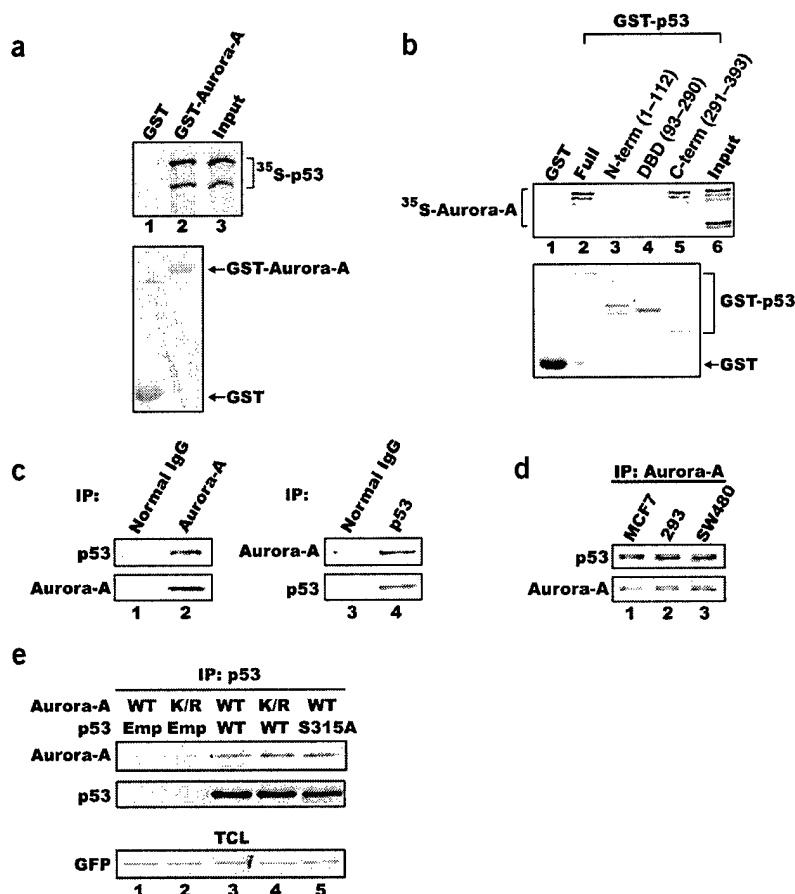 a
GST
GST-Aurora-A
Input
35S-p53
1 2 3
GST-Aurora-A
GST
b
GST-p53
GST
Full
N-term (1–112)
DBD (93–290)
C-term (291–393)
Input
35S-Aurora-A
1 2 3 4 5 6
GST-p53
GST
c
IP:
Normal IgG
Aurora-A
p53
Aurora-A
1 2
IP:
Normal IgG
p53
Aurora-A
p53
3 4
d
IP: Aurora-A
MCF7
293
SW480
p53
Aurora-A
1 2 3
e
IP: p53
Aurora-A WT K/R WT K/R WT
p53 Emp Emp WT WT S315A
Aurora-A
p53
TCL
GFP
1 2 3 4 5